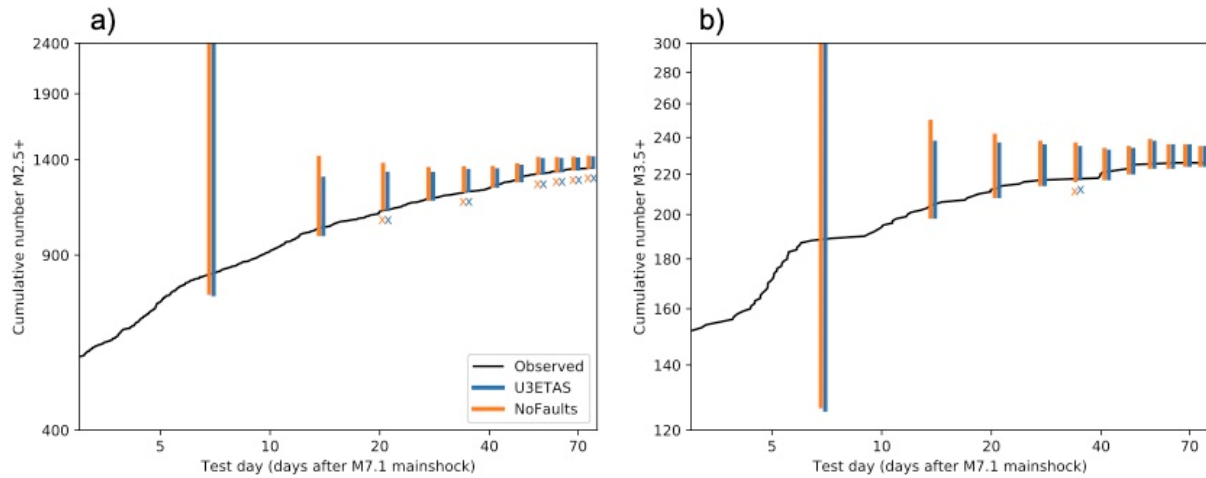 a)
Cumulative number M2.5+
2400
1900
1400
900
400
5
10
20
40
70
Test day (days after M7.1 mainshock)
Observed
U3ETAS
NoFaults
b)
Cumulative number M3.5+
300
280
260
240
220
200
180
160
140
120
5
10
20
40
70
Test day (days after M7.1 mainshock)